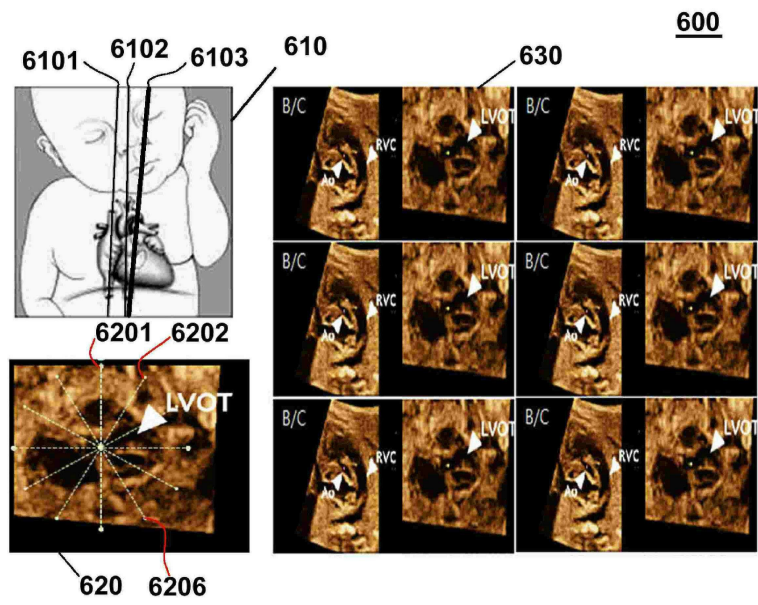 600
6102
6101 6103 610 630
B/C LVOT B/C LVOT
RVC RVC
Ao Ao
B/C LVOT B/C LVOT
RVC RVC
Ao Ao
6201 6202
LVOT
B/C LVOT B/C LVOT
RVC RVC
Ao Ao
620 6206